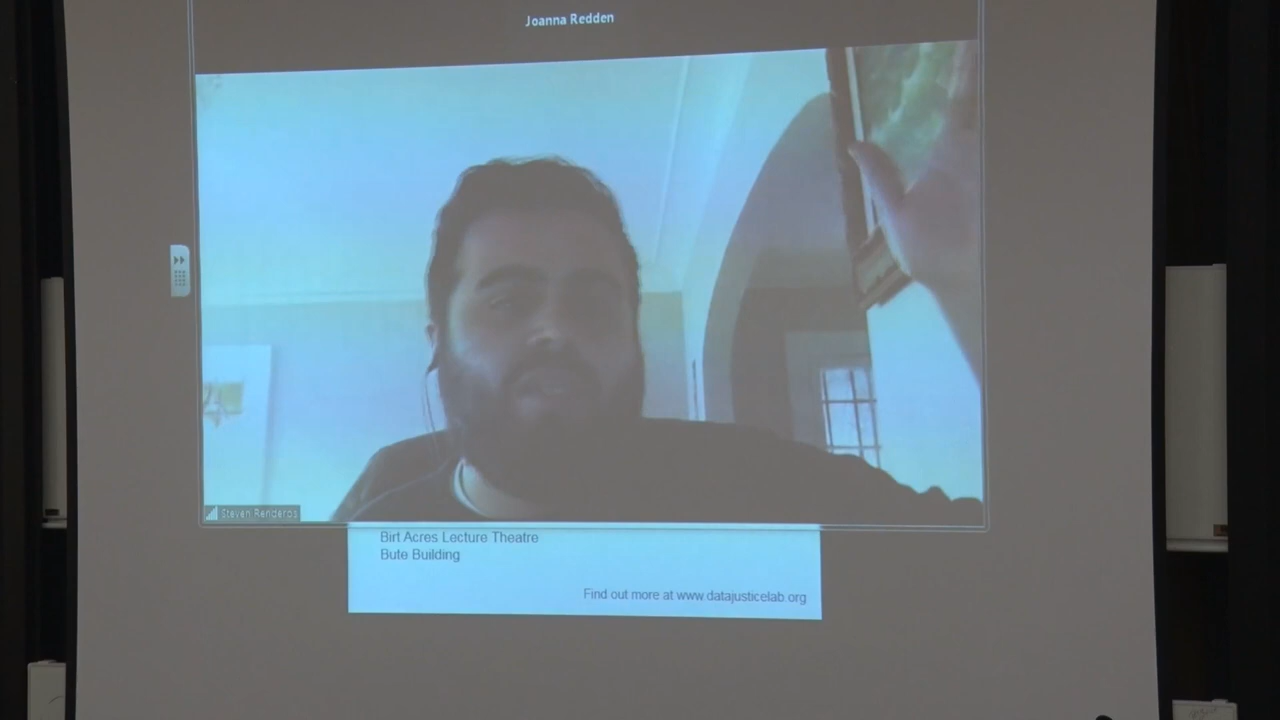 Joanna Redden
Steven Renderos
Birt Acres Lecture Theatre
Bute Building
Find out more at www.datajusticelab.org